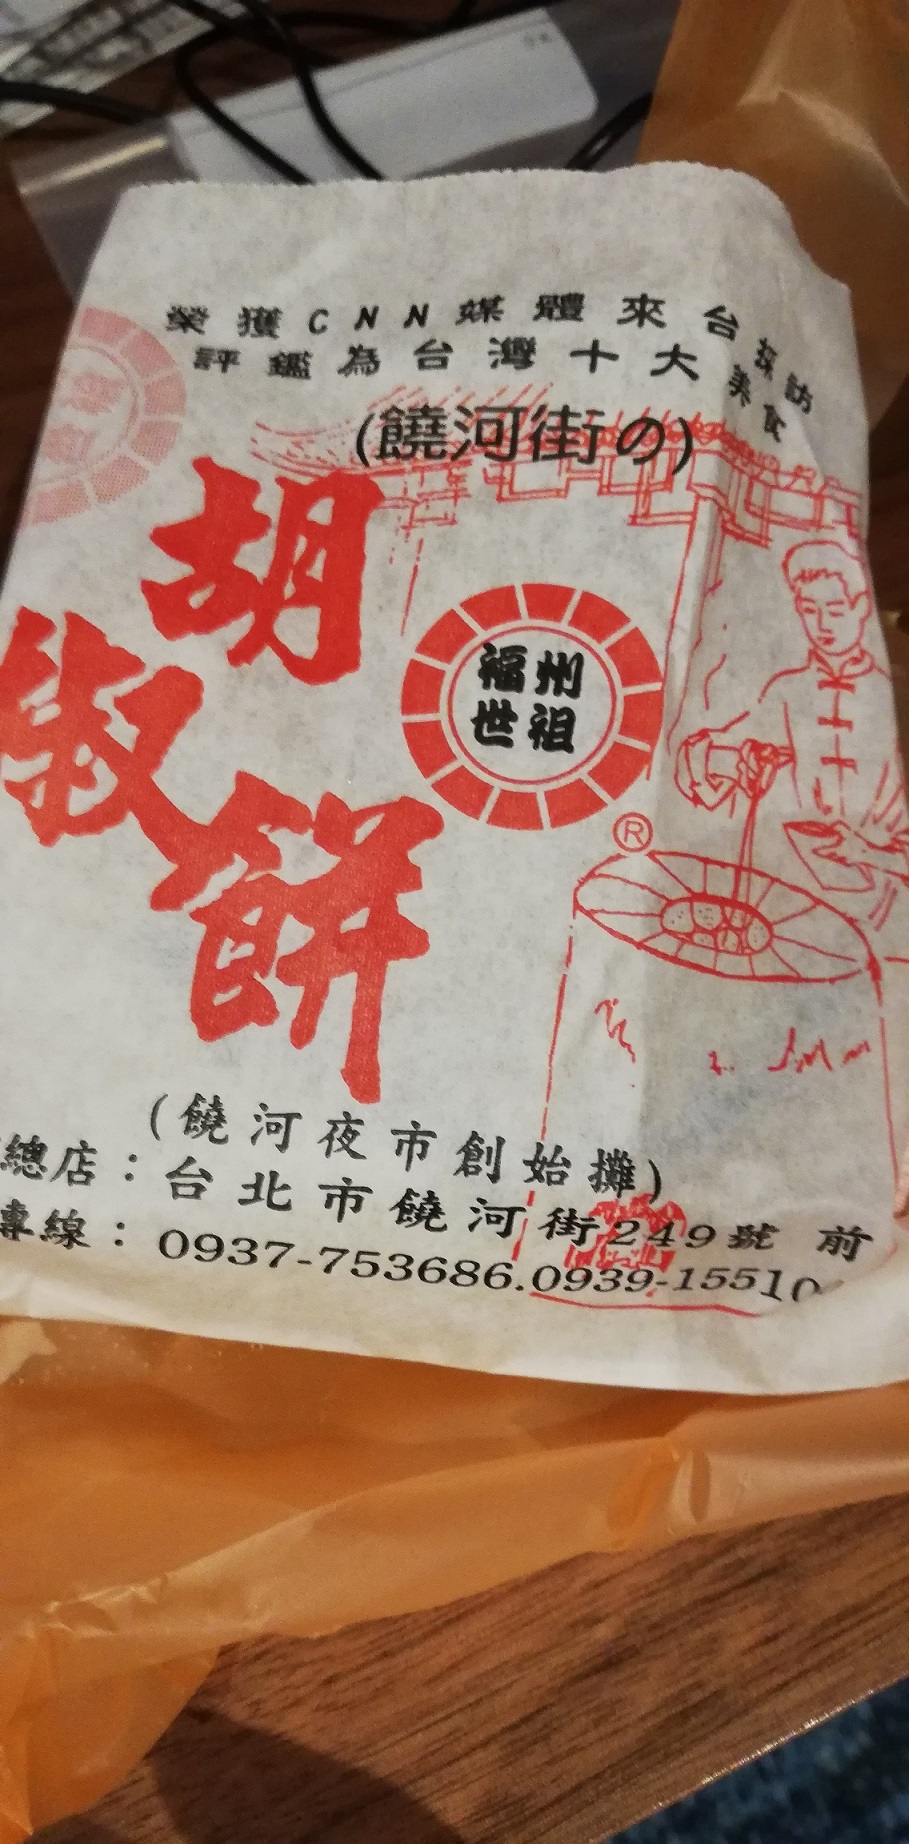 榮獲CNN媒體來台採訪
評鑑為台灣十大美食
(饒河街の)
胡椒餅
福州
世祖
®
(饒河夜市創始攤)
總店：台北市饒河街249號前
專線：0937-753686.0939-15510